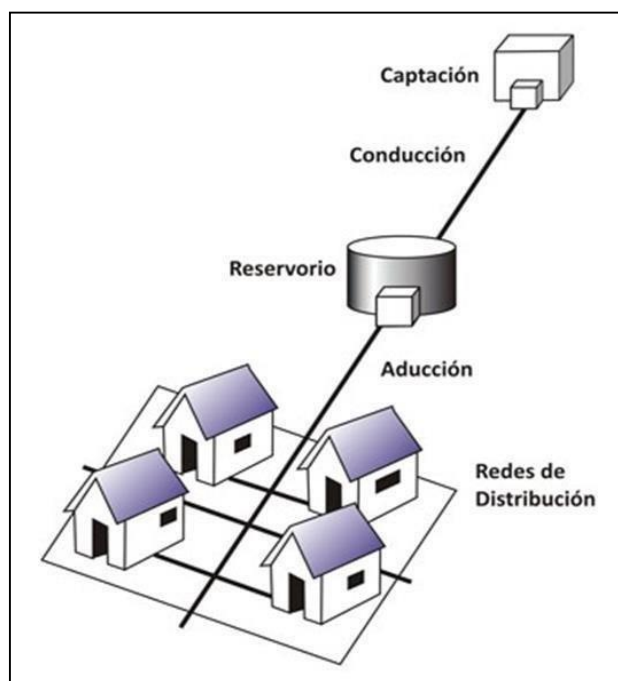 Captación
Conducción
Reservorio
Aducción
Redes de
Distribución